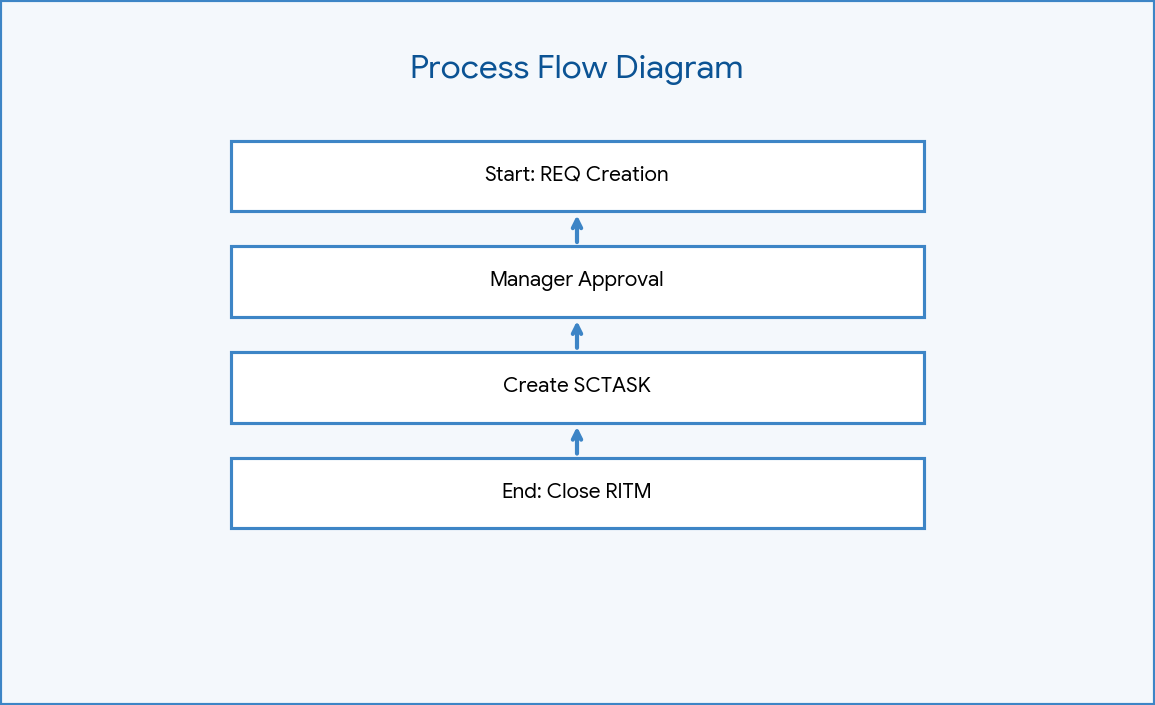 Process Flow Diagram
Start: REQ Creation
Manager Approval
Create SCTASK
End: Close RITM